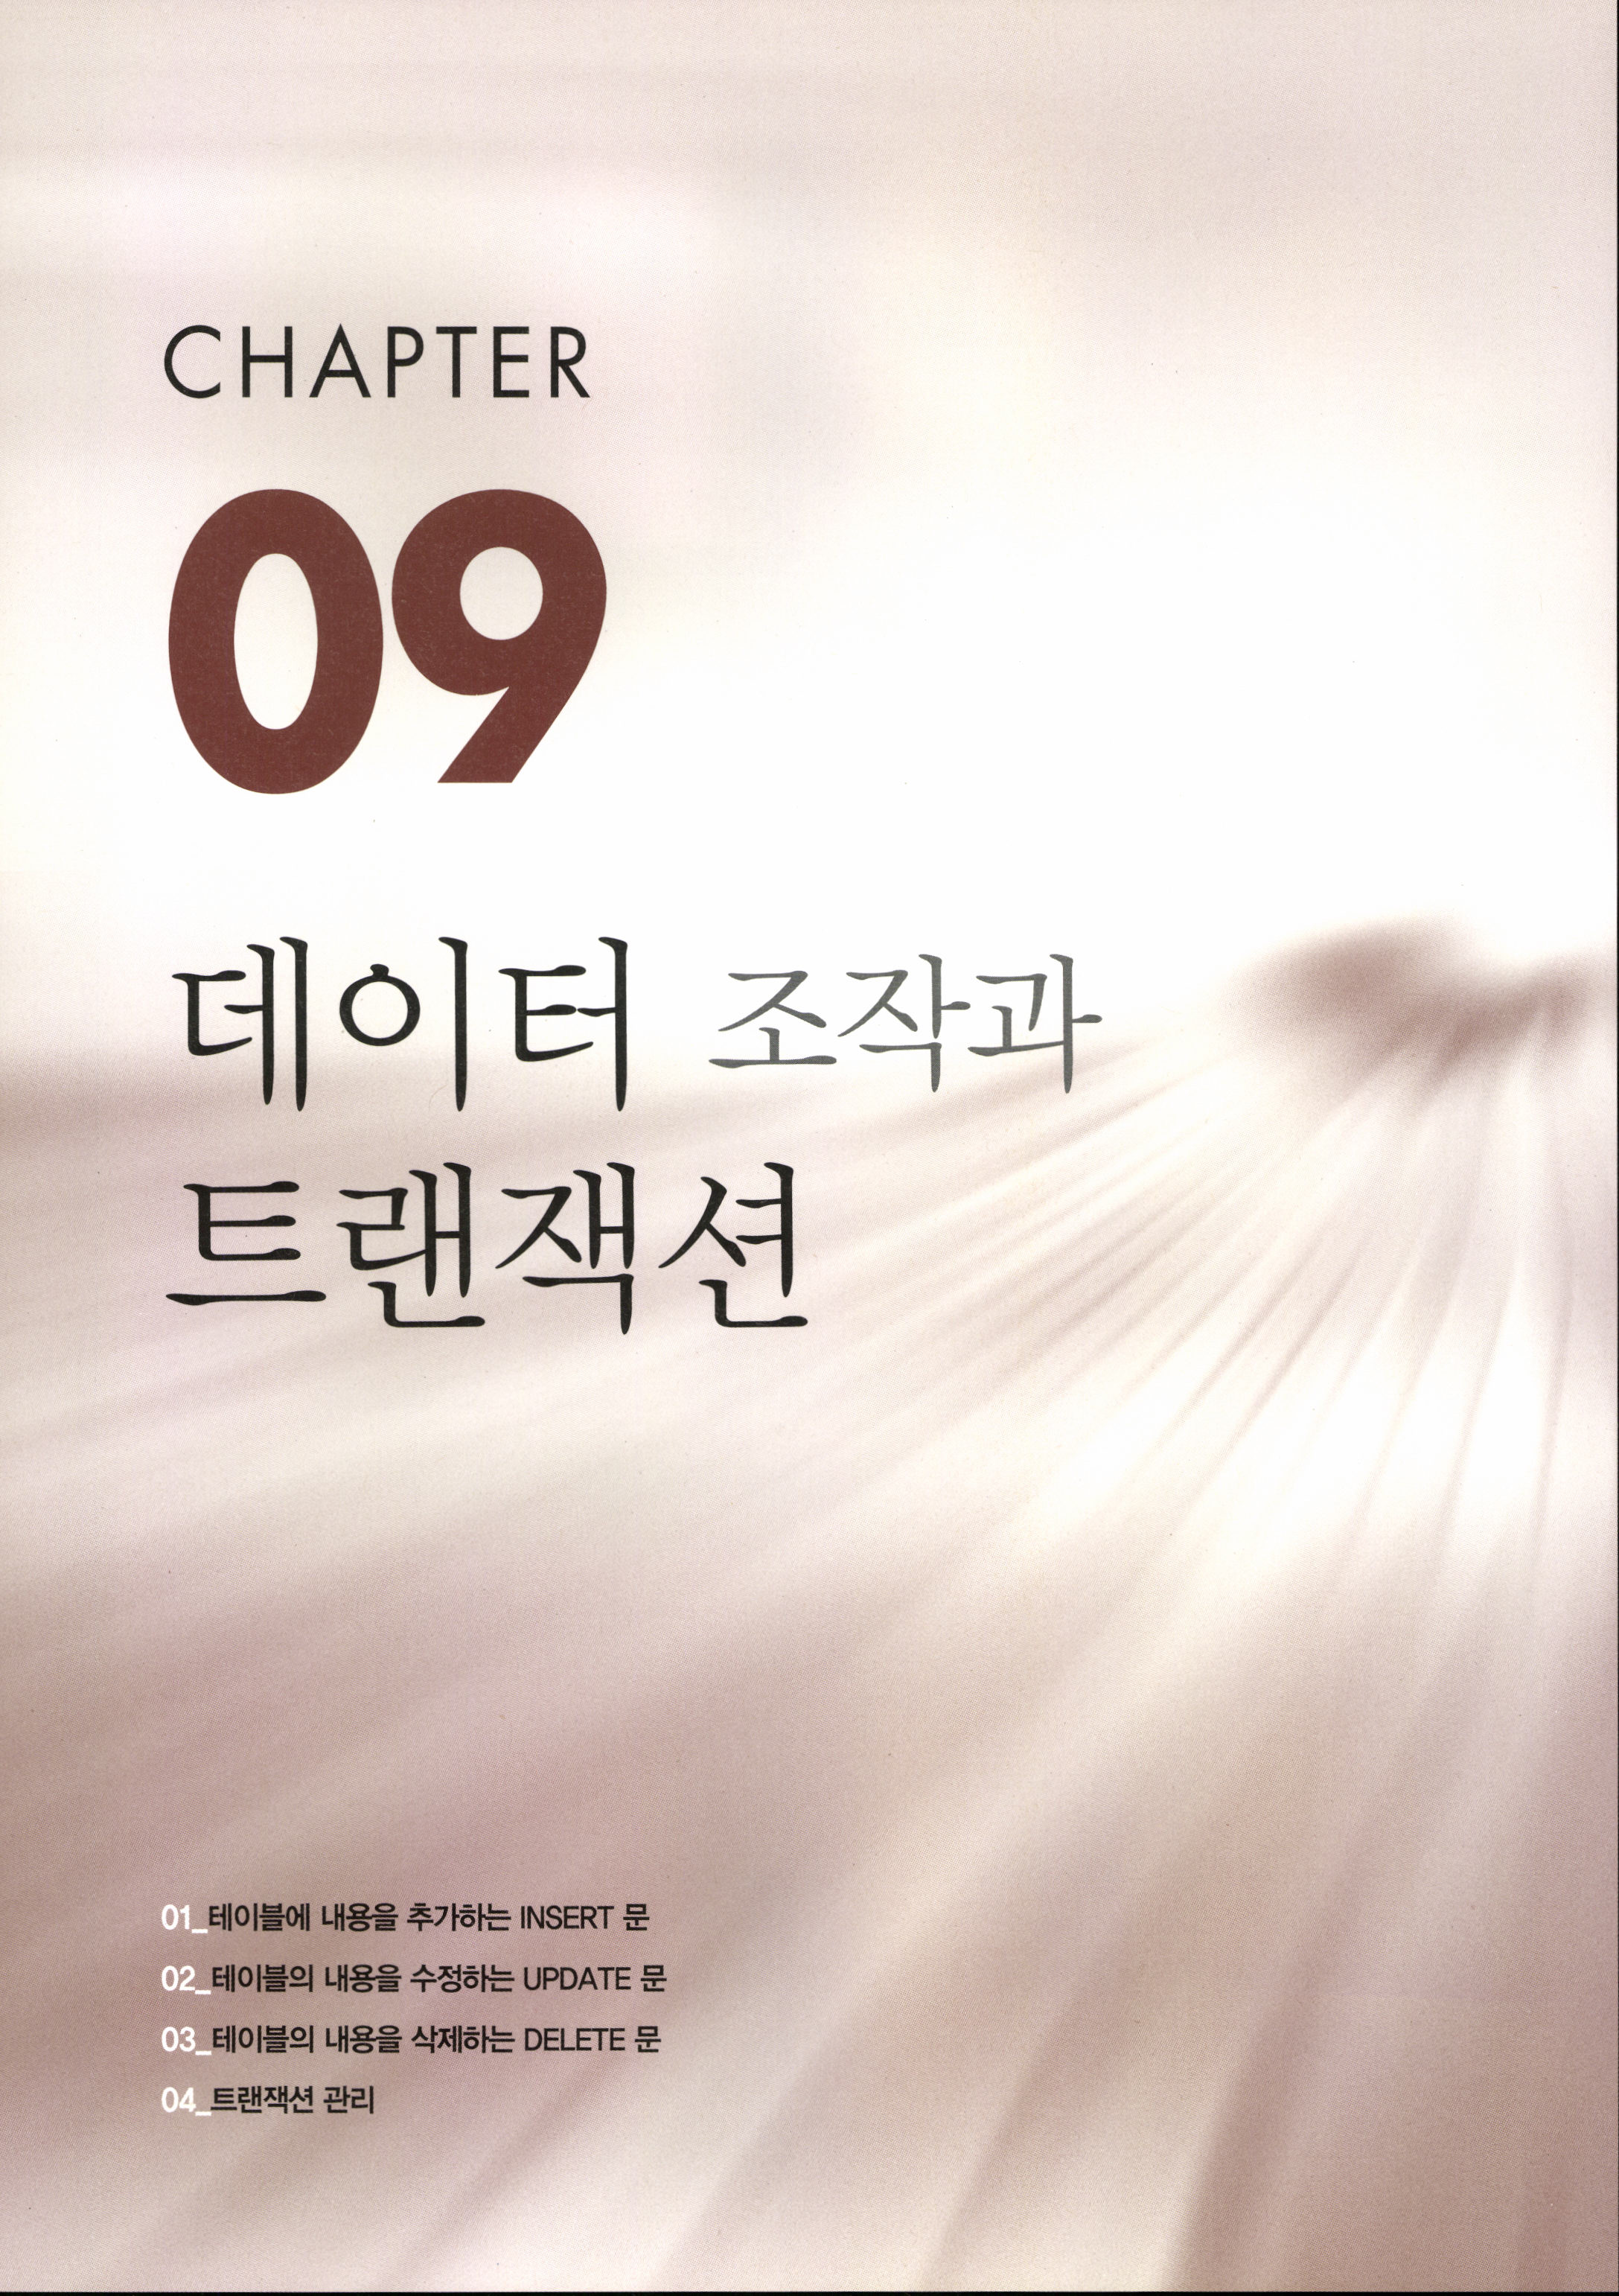 CHAPTER
09
데이터 조작과
트랜잭션
01_테이블에 내용을 추가하는 INSERT 문
02_테이블의 내용을 수정하는 UPDATE 문
03_테이블의 내용을 삭제하는 DELETE 문
04_트랜잭션 관리